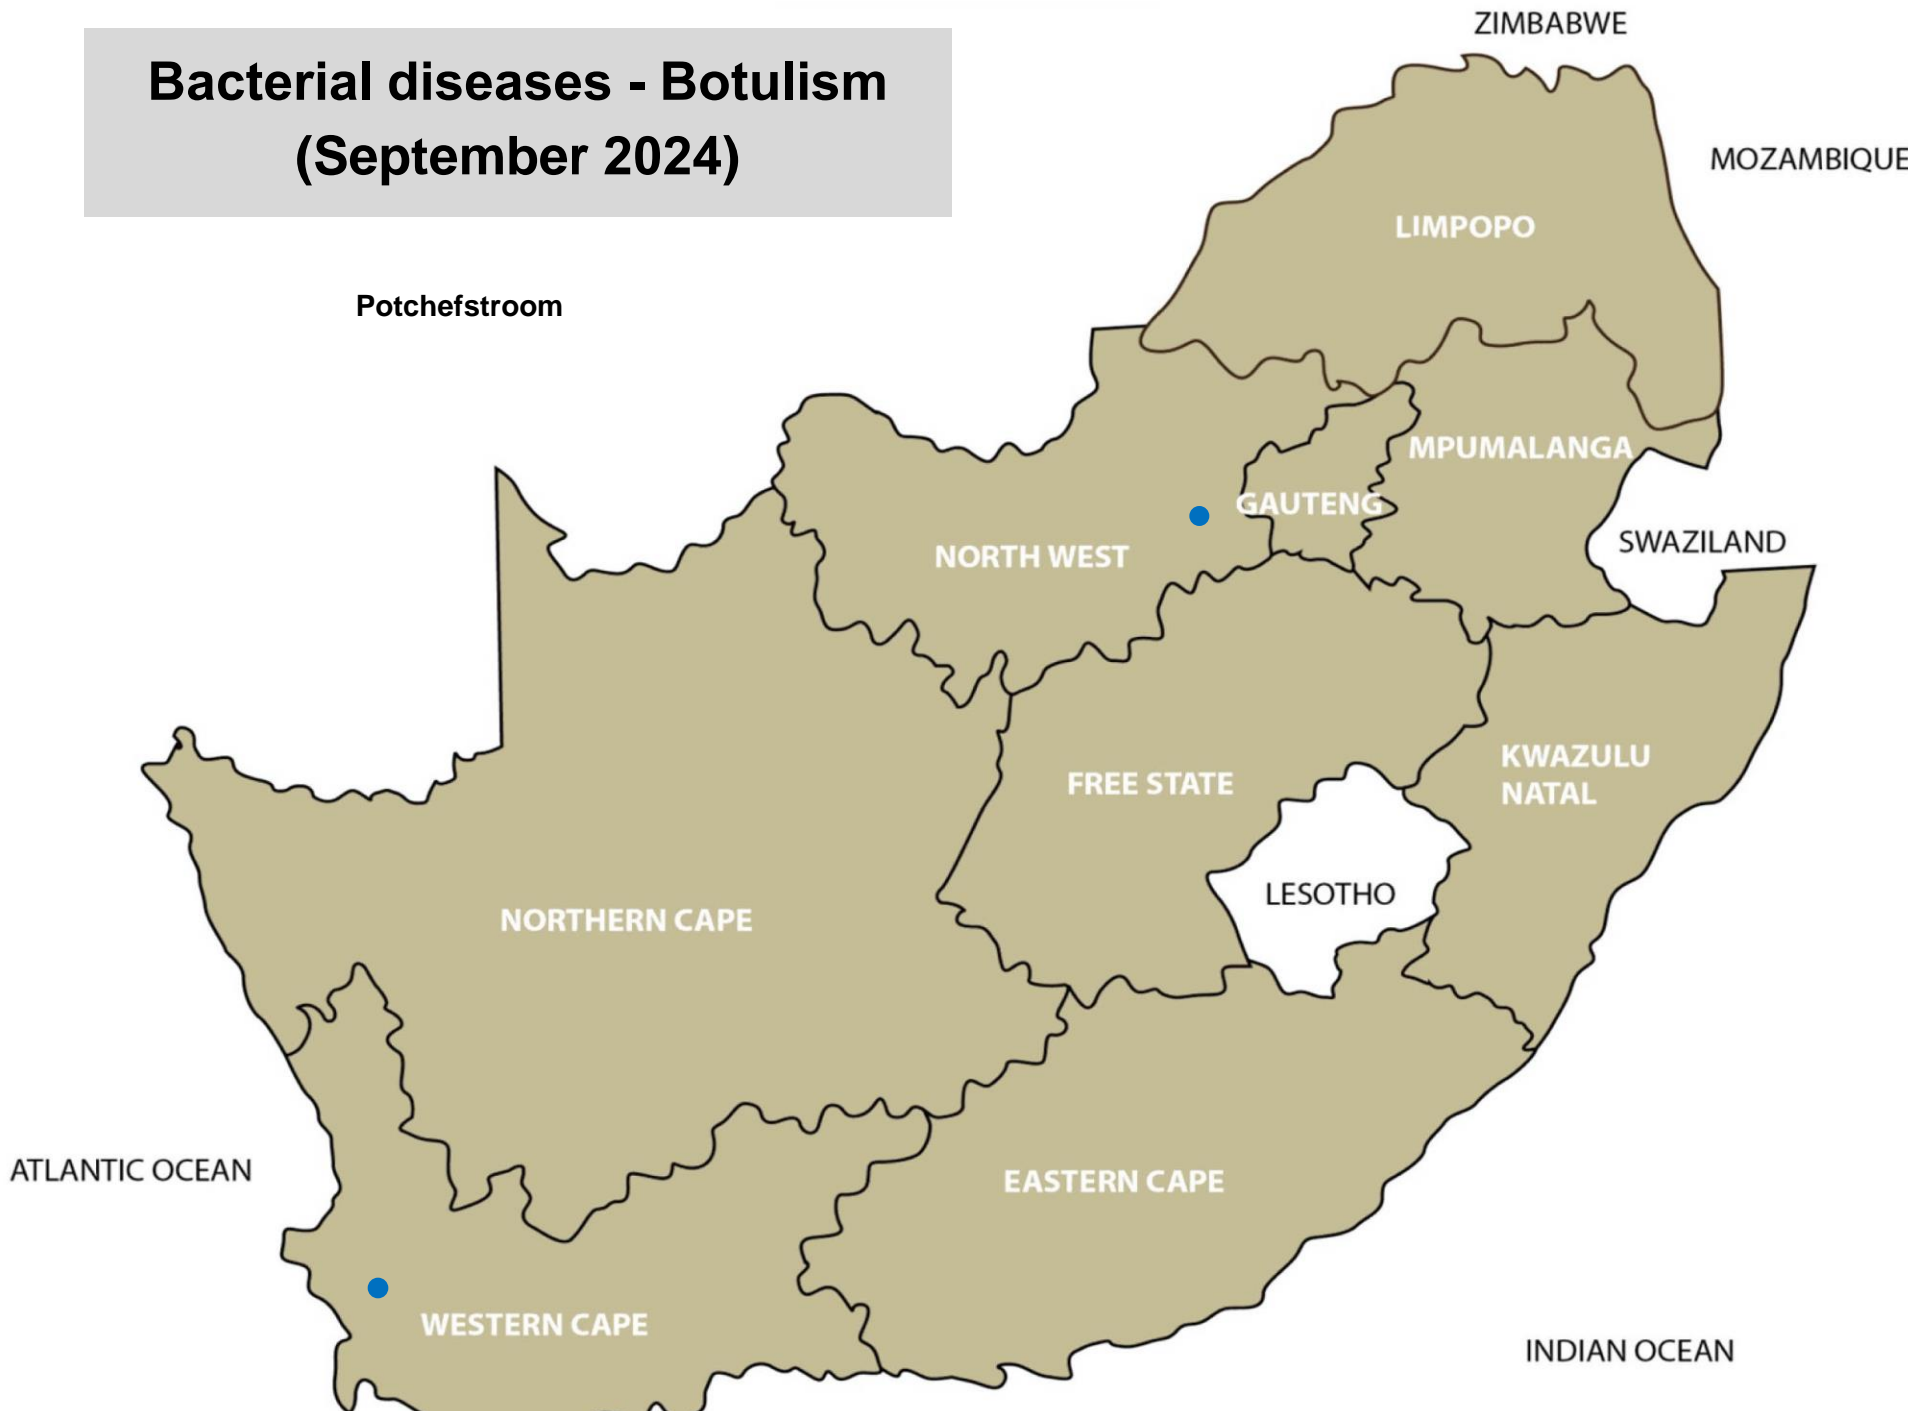 Bacterial diseases - Botulism
(September 2024)
ZIMBABWE
MOZAMBIQUE
LIMPOPO
Potchefstroom
MPUMALANGA
GAUTENG
SWAZILAND
NORTH WEST
KWAZULU
NATAL
FREE STATE
LESOTHO
NORTHERN CAPE
ATLANTIC OCEAN
EASTERN CAPE
WESTERN CAPE
INDIAN OCEAN